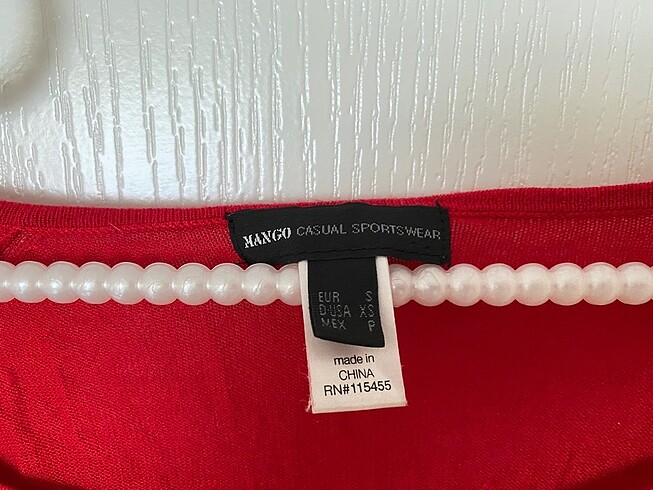 MANGO CASUAL SPORTSWEAR
EUR S
D-USA XS
MEX P
made in
CHINA
RN#115455